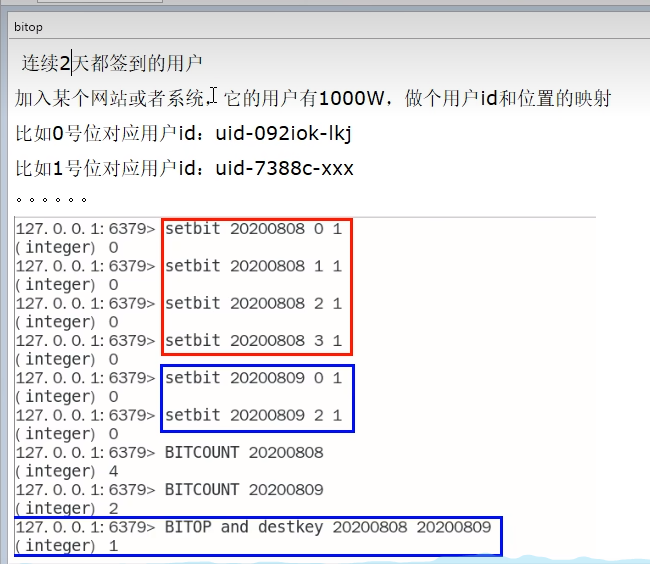 bitop
连续2天都签到的用户
加入某个网站或者系统，它的用户有1000W，做个用户id和位置的映射
比如0号位对应用户id：uid-092iok-lkj
比如1号位对应用户id：uid-7388c-xxx
。。。。。。
127.0.0.1:6379> setbit 20200808 0 1
(integer) 0
127.0.0.1:6379> setbit 20200808 1 1
(integer) 0
127.0.0.1:6379> setbit 20200808 2 1
(integer) 0
127.0.0.1:6379> setbit 20200808 3 1
(integer) 0
127.0.0.1:6379> setbit 20200809 0 1
(integer) 0
127.0.0.1:6379> setbit 20200809 2 1
(integer) 0
127.0.0.1:6379> BITCOUNT 20200808
(integer) 4
127.0.0.1:6379> BITCOUNT 20200809
(integer) 2
127.0.0.1:6379> BITOP and destkey 20200808 20200809
(integer) 1